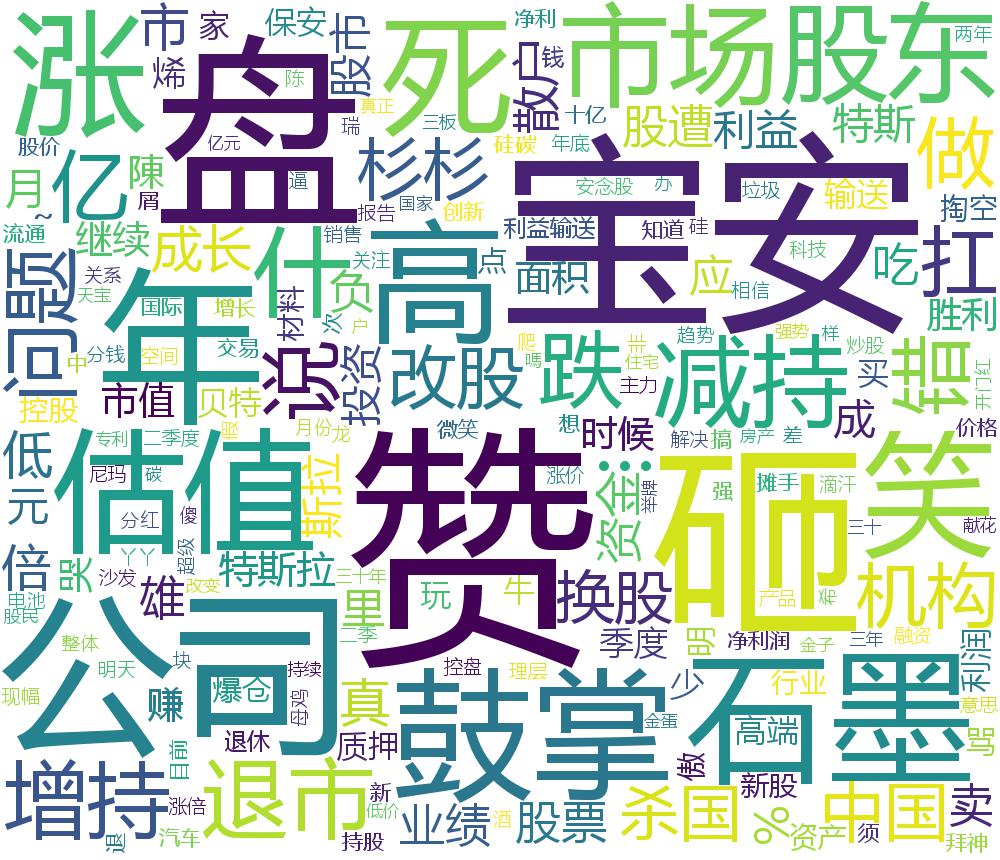 涨
市
家
保安
股市
死
净利
市场
股东
两年
烯
盘
陈
瑞
真正
三板
散户
钱
十亿
股价
亿元
逼
硅碳
年底
股遭
利益
特斯
做
月
亿
陳
屑
杉杉
报告
国家
创新
宝安
安念股
办
垃圾
输送
掏空
~
流通
继续
成长
什
销售
负
关注
高
点
利益输送
面积
知道
硅
应
科技
相信
吃
扛
胜利
问题
关系
天宝
年
国际
增长
材料
次
户
说
投资
改股
爬
嗎
跌
住宅
趋势
减持
强势
样
炒股
买
错
开门红
中
分钱
空间
交易
市值
贝特
控股
主力
低
专利
二季度
假
月份
龙
微笑
想
时候
解决
搞
房产
差
成
价格
估值
尼玛
碳
斯拉
赞
涨价
资金
举牌
强
砸
摊手
滴汗
笑
元
分红
傻
三十
献花
倍
哭
丫丫
沙发
超级
特斯拉
雄
三十年
里
玩
牛
换股
产品
希
机构
电池
股民
改变
公司
二季
季度
明
净利润
金子
三年
融资
利润
整体
明天
块
持续
控盘
理层
现幅
赚
爆仓
母鸡
真
鼓掌
少
石墨
行业
意思
金蛋
高端
骂
目前
退休
质押
傲
新股
增持
涨倍
退市
新
低价
业绩
酒
股票
杀国
%
中国
卖
退
汽车
持股
资产
须
拜神